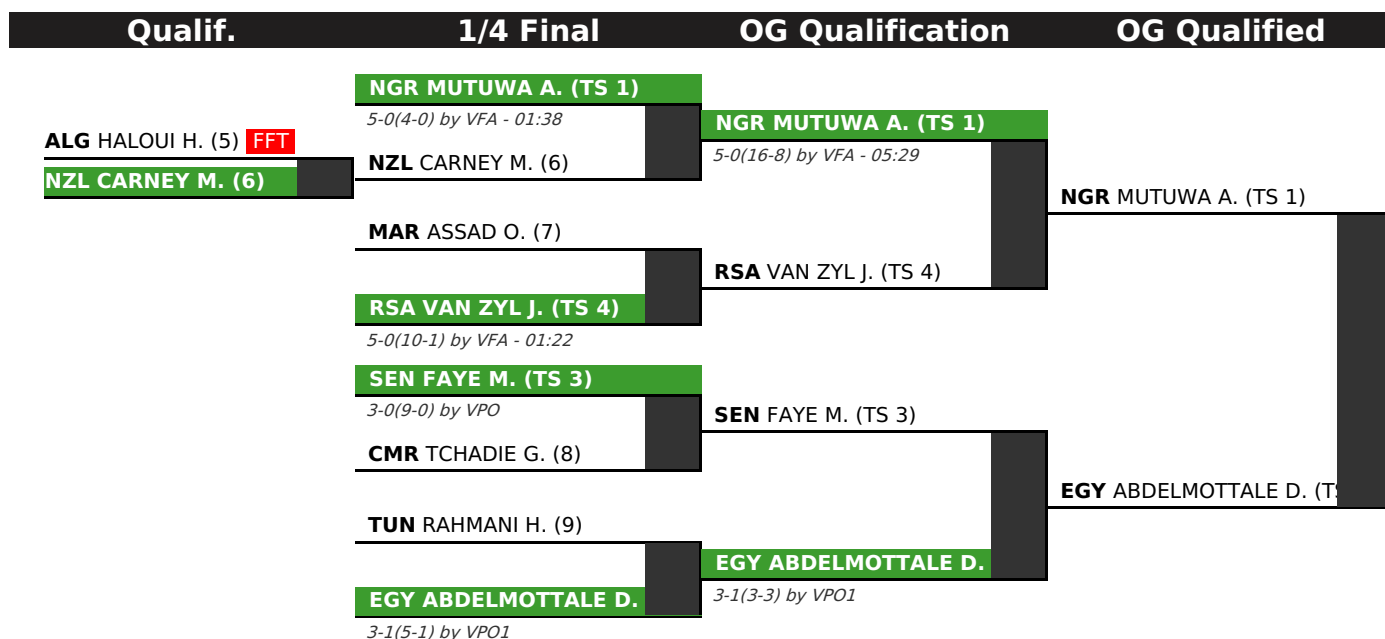 Qualif.
1/4 Final
OG Qualification
OG Qualified
ALG HALOUI H. (5) FFT
NZL CARNEY M. (6)
NGR MUTUWA A. (TS 1)
5-0(4-0) by VFA - 01:38
NZL CARNEY M. (6)
MAR ASSAD O. (7)
RSA VAN ZYL J. (TS 4)
5-0(10-1) by VFA - 01:22
SEN FAYE M. (TS 3)
3-0(9-0) by VPO
CMR TCHADIE G. (8)
TUN RAHMANI H. (9)
EGY ABDELMOTTALE D.
3-1(5-1) by VPO1
NGR MUTUWA A. (TS 1)
5-0(16-8) by VFA - 05:29
RSA VAN ZYL J. (TS 4)
SEN FAYE M. (TS 3)
EGY ABDELMOTTALE D.
3-1(3-3) by VPO1
NGR MUTUWA A. (TS 1)
EGY ABDELMOTTALE D. (T